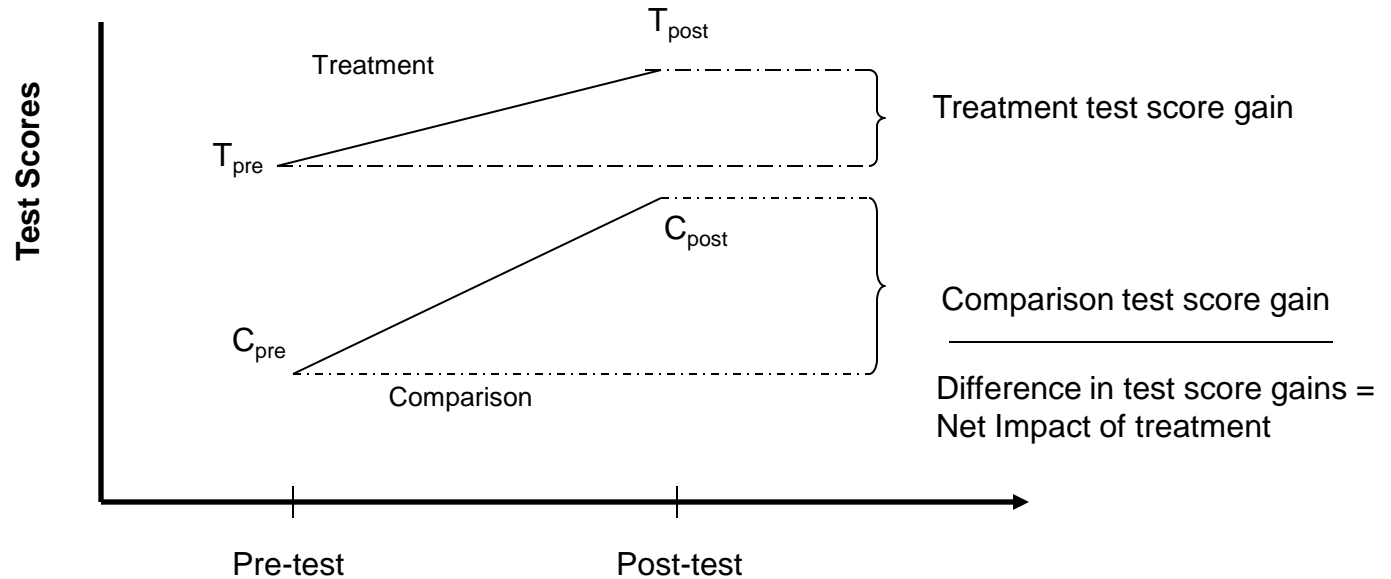 T_post
Treatment
Treatment test score gain
T_pre
Test Scores
C_post
Comparison test score gain
C_pre
Difference in test score gains =
Net Impact of treatment
Comparison
Pre-test
Post-test